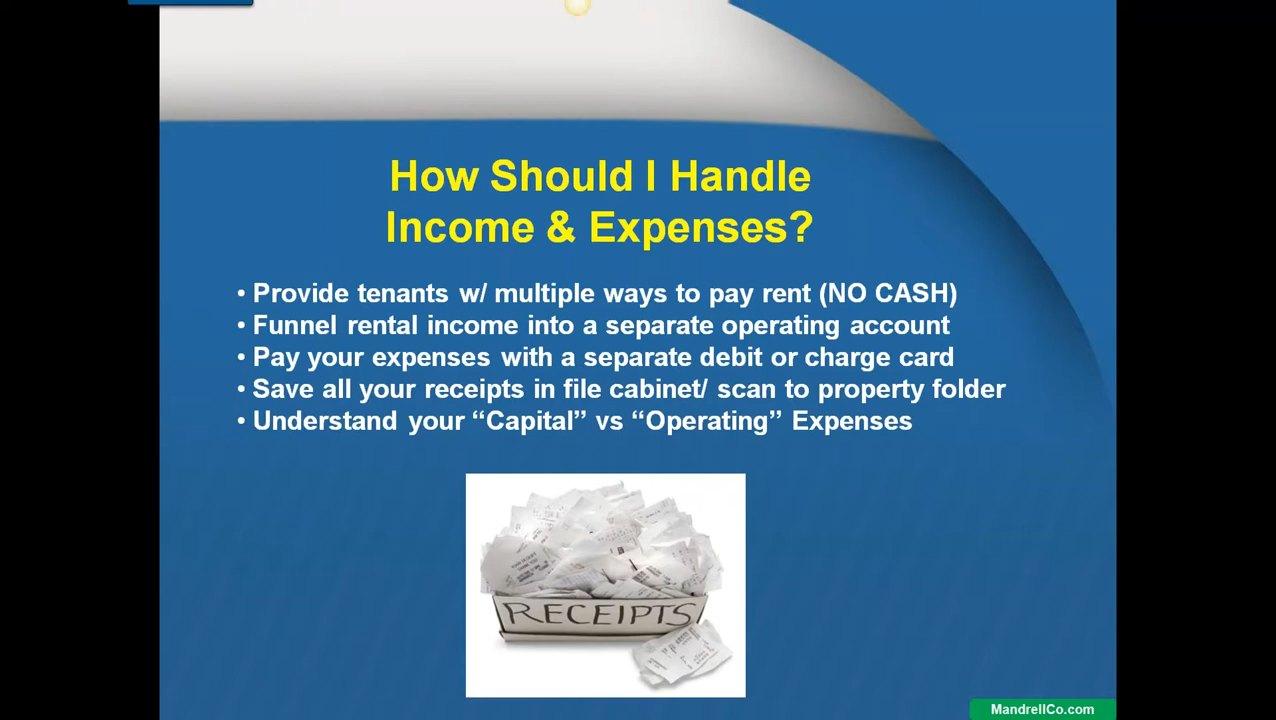 How Should I Handle
Income & Expenses?
• Provide tenants w/ multiple ways to pay rent (NO CASH)
• Funnel rental income into a separate operating account
• Pay your expenses with a separate debit or charge card
• Save all your receipts in file cabinet/ scan to property folder
• Understand your “Capital” vs “Operating” Expenses
RECEIPTS
MandrellCo.com